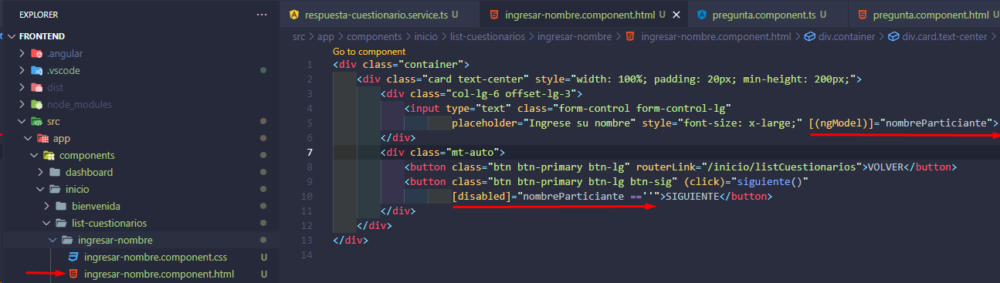 EXPLORER ...
respuesta-cuestionario.service.ts U
ingresar-nombre.component.html U
pregunta.component.ts U
pregunta.component.html U
FRONTEND
src > app > components > inicio > list-cuestionarios > ingresar-nombre > ingresar-nombre.component.html > div.container > div.card.text-center >
.angular
.vscode
dist
node_modules
src
app
components
dashboard
inicio
bienvenida
list-cuestionarios
ingresar-nombre
ingresar-nombre.component.css U
ingresar-nombre.component.html U
Go to component
1 <div class="container">
2 <div class="card text-center" style="width: 100%; padding: 20px; min-height: 200px;">
3 <div class="col-lg-6 offset-lg-3">
4 <input type="text" class="form-control form-control-lg"
5 placeholder="Ingrese su nombre" style="font-size: x-large;" [(ngModel)]="nombreParticiante">
6 </div>
7 <div class="mt-auto">
8 <button class="btn btn-primary btn-lg" routerLink="/inicio/listCuestionarios">VOLVER</button>
9 <button class="btn btn-primary btn-lg btn-sig" (click)="siguiente()"
10 [disabled]="nombreParticiante ==''">SIGUIENTE</button>
11 </div>
12 </div>
13 </div>
14